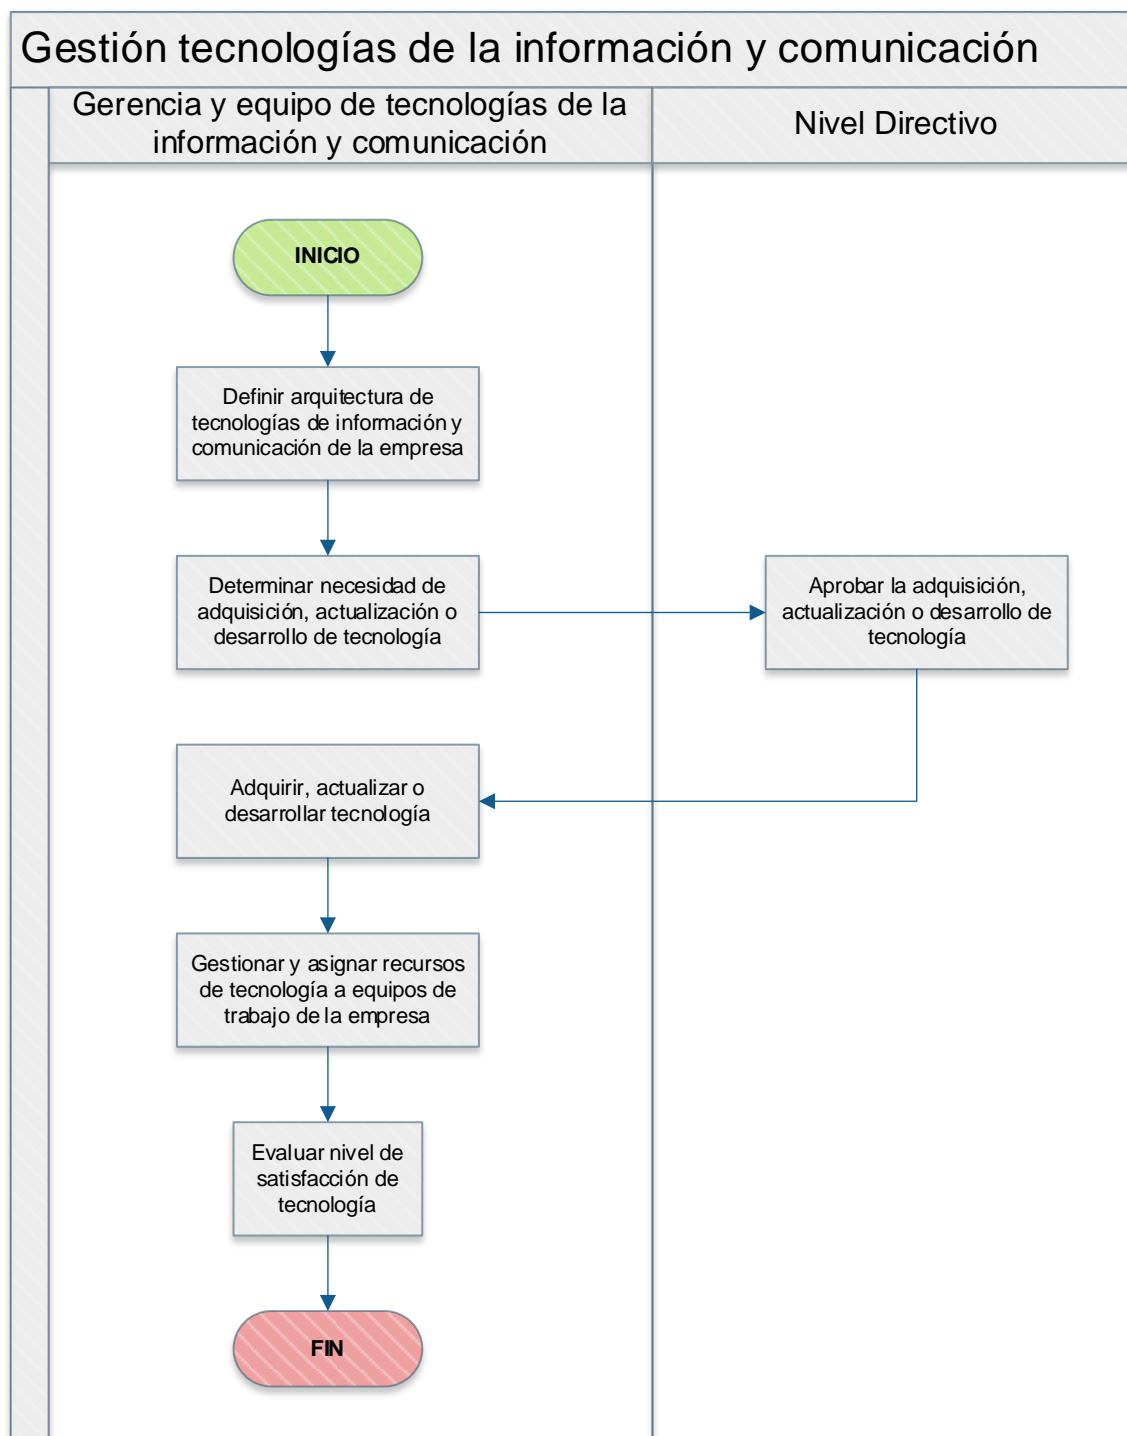 Gestión tecnologías de la información y comunicación
Gerencia y equipo de tecnologías de la
información y comunicación
Nivel Directivo
INICIO
Definir arquitectura de
tecnologías de información y
comunicación de la empresa
Determinar necesidad de
adquisición, actualización o
desarrollo de tecnología
Aprobar la adquisición,
actualización o desarrollo de
tecnología
Adquirir, actualizar o
desarrollar tecnología
Gestionar y asignar recursos
de tecnología a equipos de
trabajo de la empresa
Evaluar nivel de
satisfacción de
tecnología
FIN